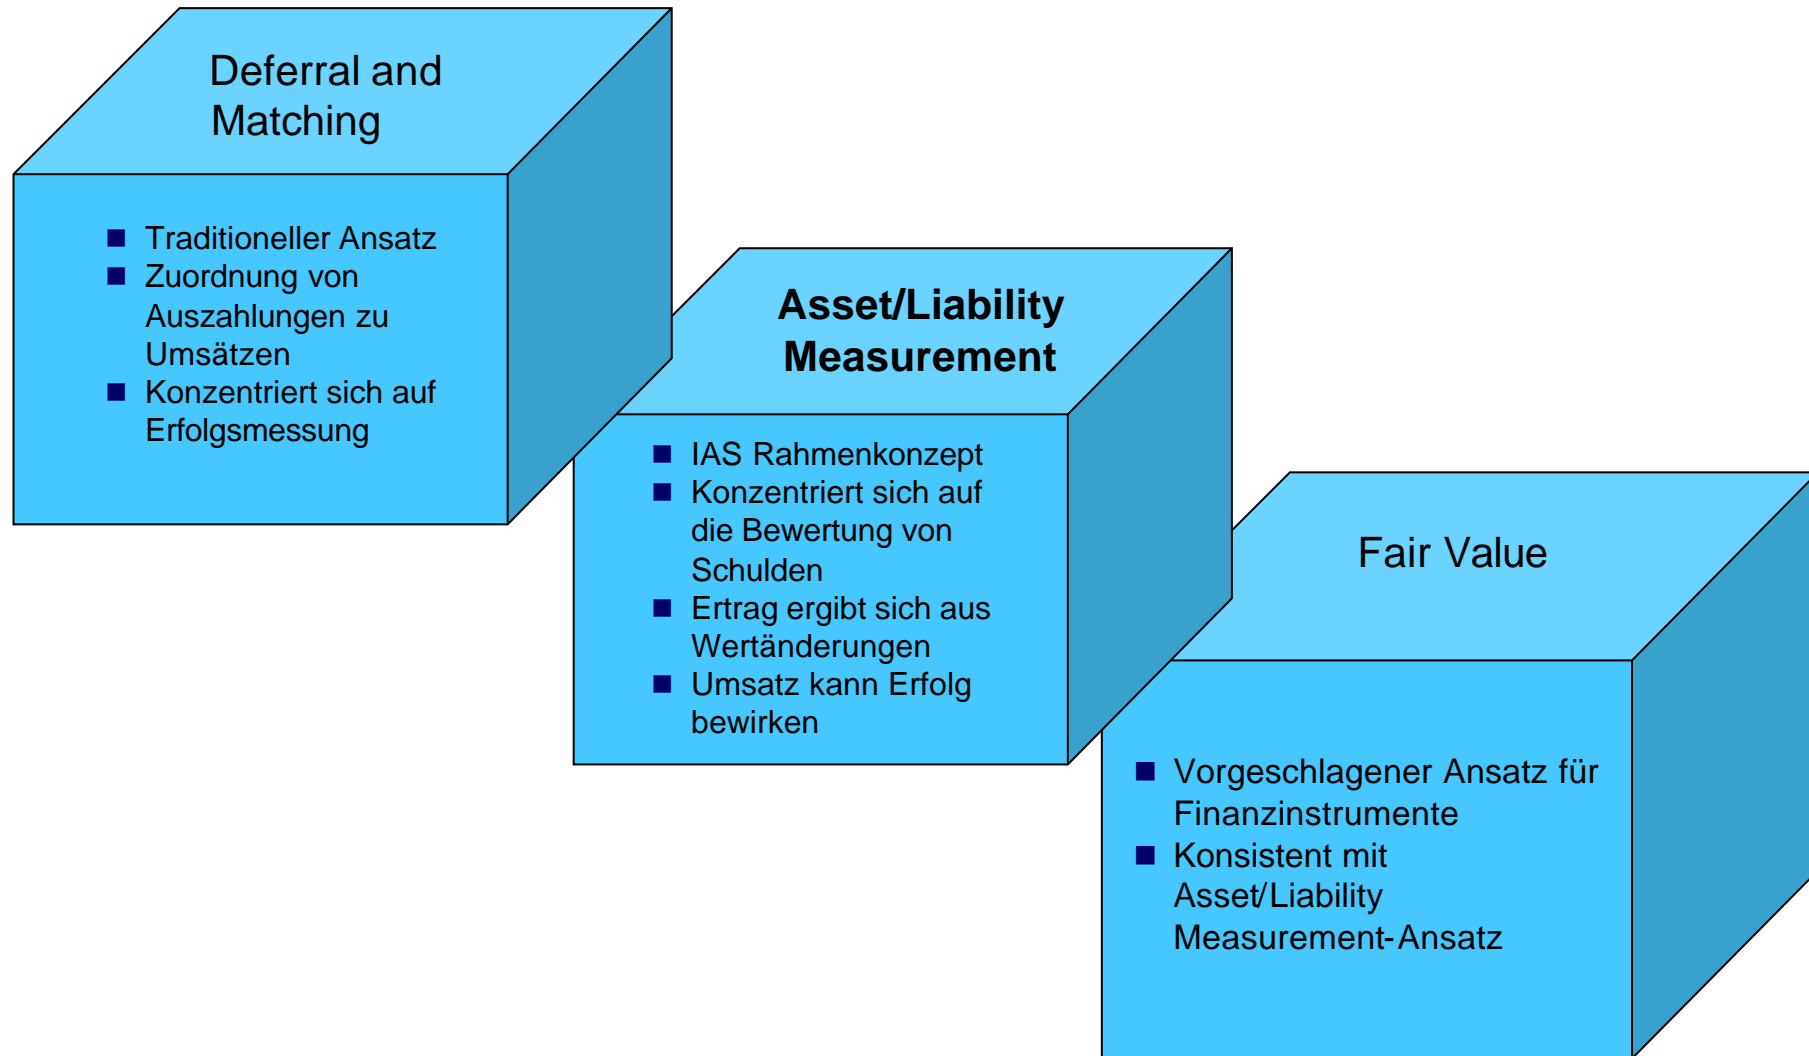 Deferral and
Matching
■ Traditioneller Ansatz
■ Zuordnung von
Auszahlungen zu
Umsätzen
■ Konzentriert sich auf
Erfolgsmessung
Asset/Liability
Measurement
■ IAS Rahmenkonzept
■ Konzentriert sich auf
die Bewertung von
Schulden
■ Ertrag ergibt sich aus
Wertänderungen
■ Umsatz kann Erfolg
bewirken
Fair Value
■ Vorgeschlagener Ansatz für
Finanzinstrumente
■ Konsistent mit
Asset/Liability
Measurement-Ansatz